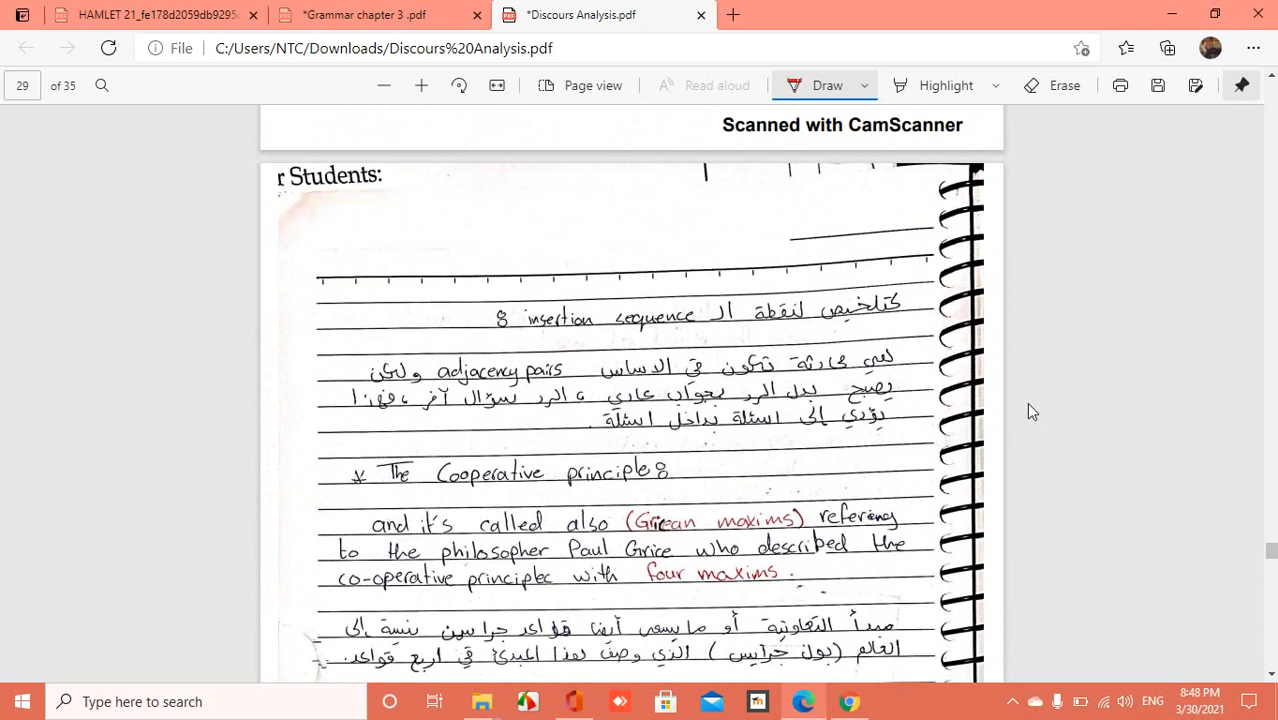 HAMLET 21_fe178d2059db9295
*Grammar chapter 3 .pdf
*Discours Analysis.pdf
File C:/Users/NTC/Downloads/Discours%20Analysis.pdf
29 of 35 Page view Read aloud Draw Highlight Erase
Scanned with CamScanner
r Students:
كتلخيص لنقطة الـ insertion sequence :
هي محادثة تتكون في الاساس adjacency pairs ولكن
يصبح بدل الرد بجواب عادي ، الرد بسؤال آخر ، فهذا
يؤدي إلى اسئلة بداخل اسئلة .
* The Cooperative principle :
and it's called also (Gricean maxims) refering
to the philosopher Paul Grice who described the
co-operative principle with four maxims .
مبدأ التعاونية أو ما يسمى أيضا قواعد جراسين نسبة إلى
العالم (بول جرايس) الذي وصف هذا المبدئ في اربع قواعد.
Type here to search
ENG
8:48 PM
3/30/2021